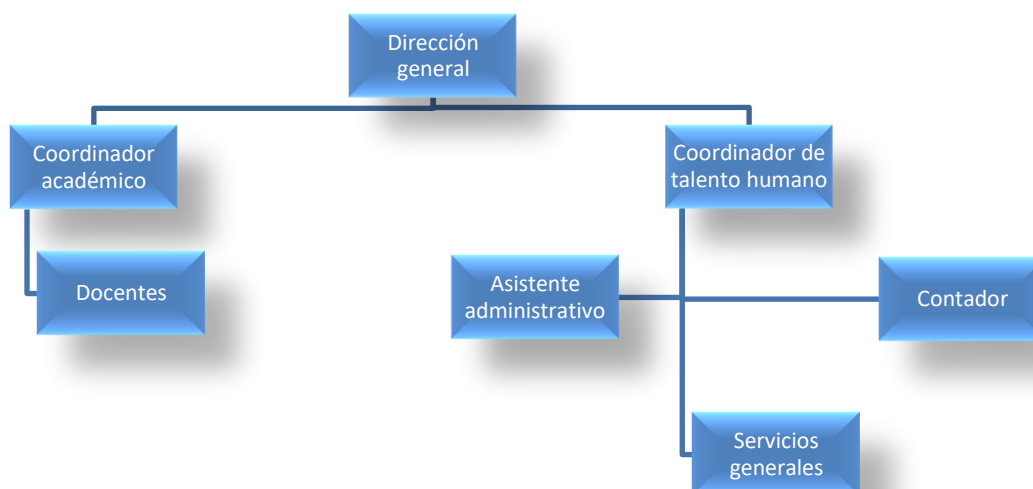 Dirección
general
Coordinador
académico
Coordinador de
talento humano
Docentes
Asistente
administrativo
Contador
Servicios
generales